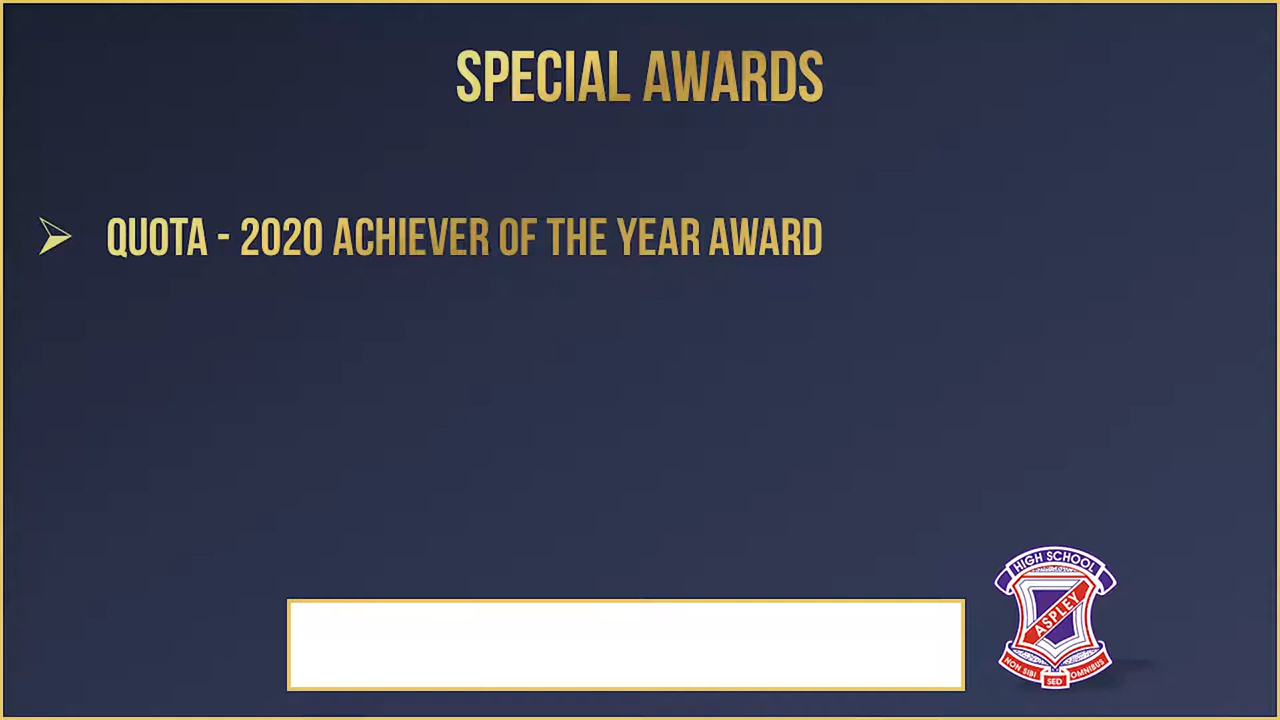 SPECIAL AWARDS
QUOTA - 2020 ACHIEVER OF THE YEAR AWARD
HIGH SCHOOL
ASPLEY
NON SIBI SED OMNIBUS